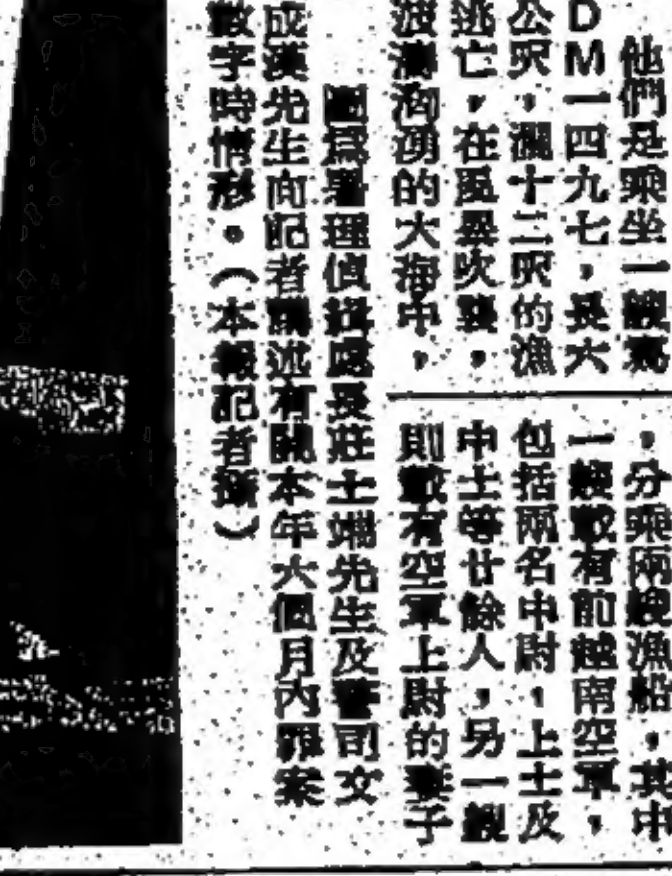 他們是乘坐一艘寫
DM一四九七,長六
公呎,濶十二呎的漁
逃亡,在風暴吹襲,
波濤洶湧的大海中,
,分乘兩艘漁船,其中
一艘載有前越南空軍,
包括兩名中尉,上士及
中士等廿餘人,另一艘
則載有空軍上尉的妻子
圖爲署理偵緝處長莊士端先生及警司文
成漢先生向記者講述有關本年六個月內罪案
數字時情形。(本報記者攝)